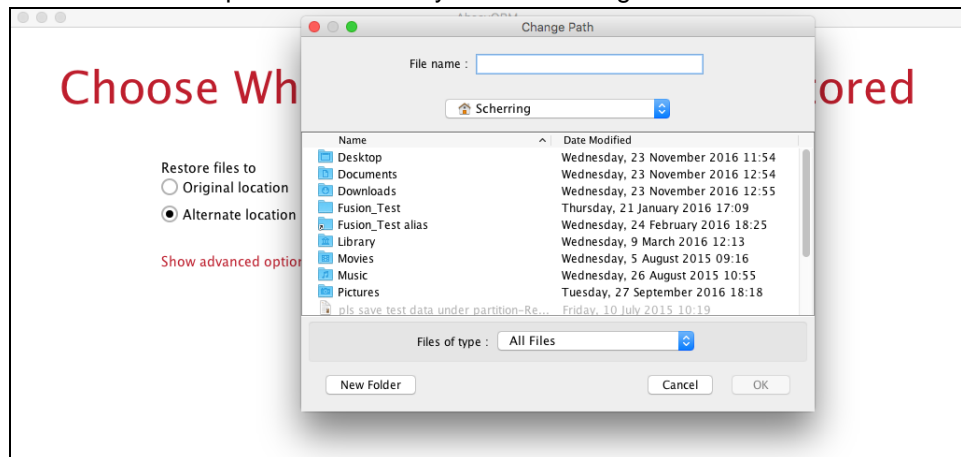 Change Path
File name :
Choose Wh
ored
Scherring
Name
Date Modified
Restore files to
Original location
Alternate location
Show advanced option
Desktop Wednesday, 23 November 2016 11:54
Documents Wednesday, 23 November 2016 12:54
Downloads Wednesday, 23 November 2016 12:55
Fusion_Test Thursday, 21 January 2016 17:09
Fusion_Test alias Wednesday, 24 February 2016 18:25
Library Wednesday, 9 March 2016 12:13
Movies Wednesday, 5 August 2015 09:16
Music Wednesday, 26 August 2015 10:55
Pictures Tuesday, 27 September 2016 18:18
pls save test data under partition-Re... Friday, 10 July 2015 10:19
Files of type : All Files
New Folder Cancel OK